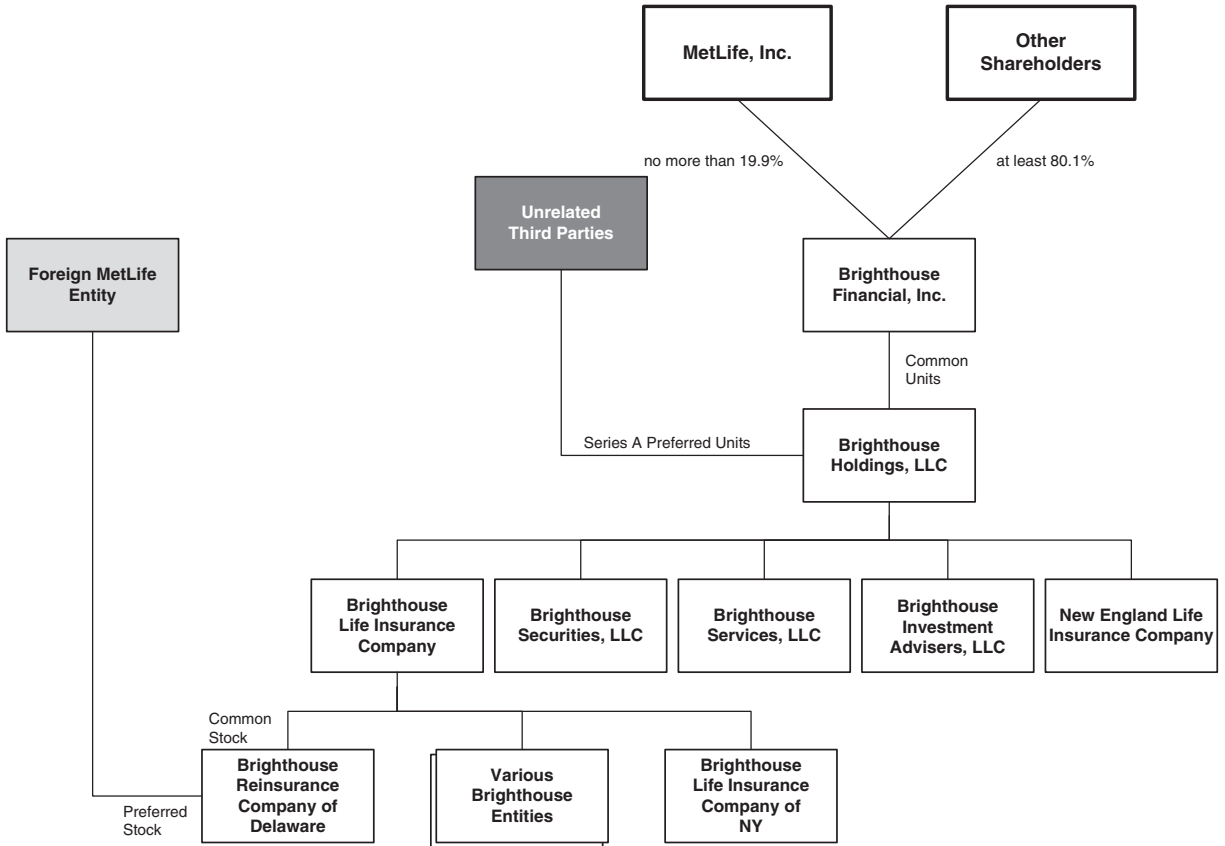 MetLife, Inc.
Other
Shareholders
no more than 19.9%
at least 80.1%
Unrelated
Third Parties
Foreign MetLife
Entity
Brighthouse
Financial, Inc.
Common
Units
Series A Preferred Units
Brighthouse
Holdings, LLC
Brighthouse
Life Insurance
Company
Brighthouse
Securities, LLC
Brighthouse
Services, LLC
Brighthouse
Investment
Advisers, LLC
New England Life
Insurance Company
Common
Stock
Preferred
Stock
Brighthouse
Reinsurance
Company of
Delaware
Various
Brighthouse
Entities
Brighthouse
Life Insurance
Company of
NY